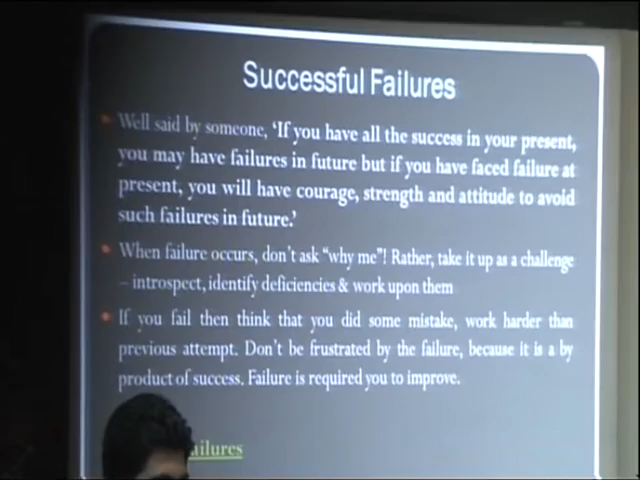 Successful Failures
Well said by someone, 'If you have all the success in your present,
you may have failures in future but if you have faced failure at
present, you will have courage, strength and attitude to avoid
such failures in future.'
When failure occurs, don't ask "why me"! Rather, take it up as a challenge
– introspect, identify deficiencies & work upon them
If you fail then think that you did some mistake, work harder than
previous attempt. Don't be frustrated by the failure, because it is a by
product of success. Failure is required you to improve.
ailures